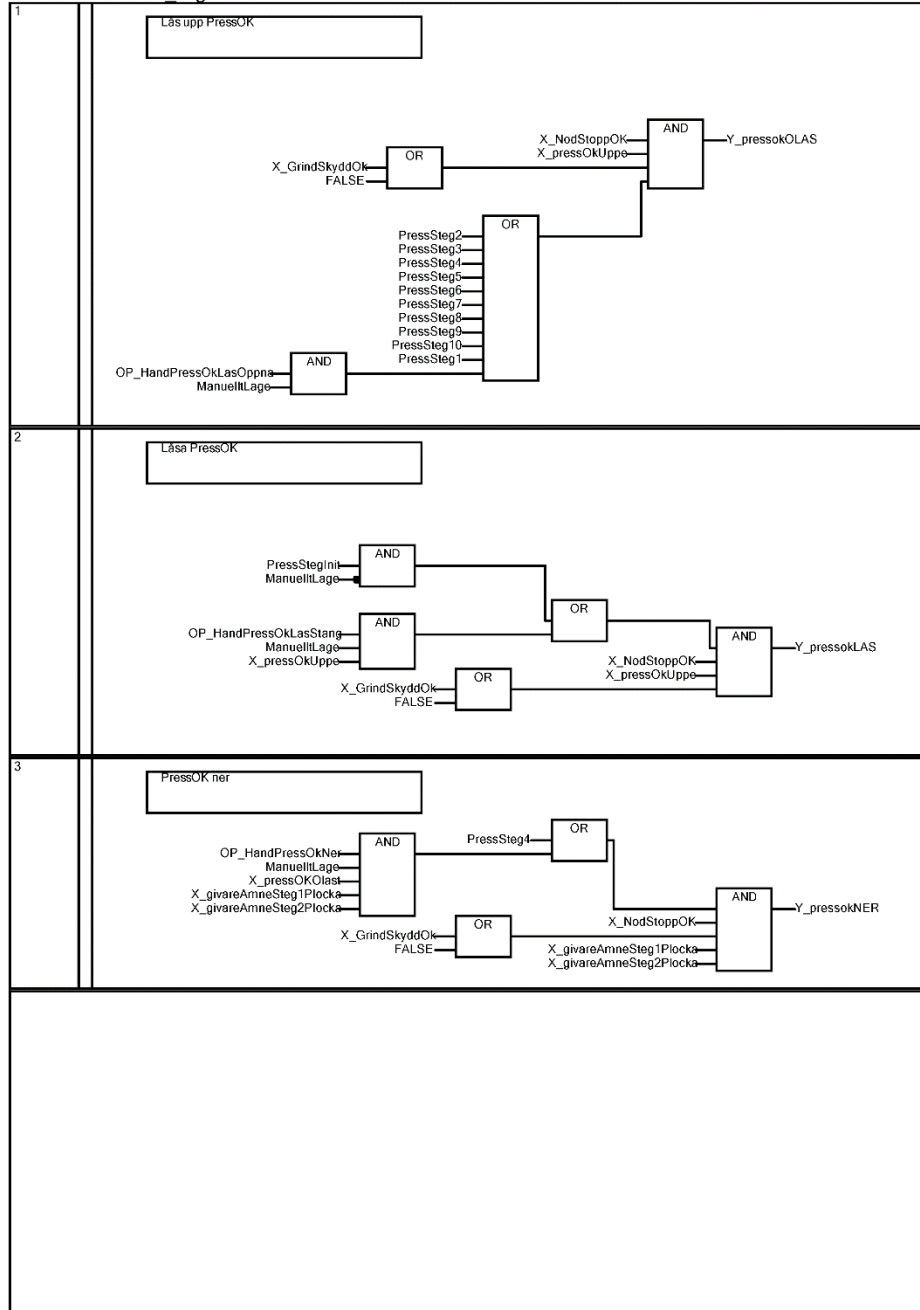 1
Lås upp PressOK
AND
X_NodStoppOK
Y_pressokOLAS
X_pressOkUppe
OR
X_GrindSkyddOk
FALSE
OR
PressSteg2
PressSteg3
PressSteg4
PressSteg5
PressSteg6
PressSteg7
PressSteg8
PressSteg9
PressSteg10
PressSteg1
AND
OP_HandPressOkLasOppna
ManuelltLage
2
Låsa PressOK
AND
PressStegInit
ManuelltLage
OR
AND
OP_HandPressOkLasStang
ManuelltLage
X_pressOkUppe
AND
Y_pressokLAS
X_NodStoppOK
X_pressOkUppe
OR
X_GrindSkyddOk
FALSE
3
PressOK ner
OR
PressSteg4
AND
OP_HandPressOkNer
ManuelltLage
X_pressOKOlast
X_givareAmneSteg1Plocka
X_givareAmneSteg2Plocka
AND
Y_pressokNER
X_NodStoppOK
OR
X_GrindSkyddOk
FALSE
X_givareAmneSteg1Plocka
X_givareAmneSteg2Plocka